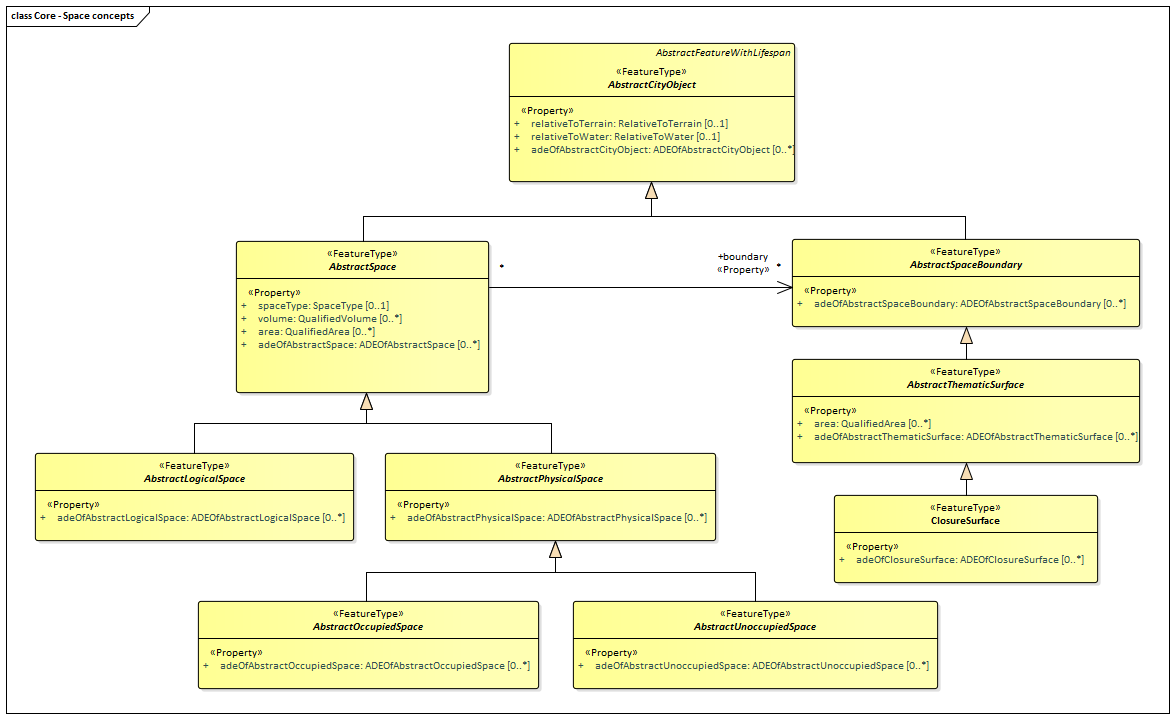 class Core - Space concepts
AbstractFeatureWithLifespan
«FeatureType»
AbstractCityObject
«Property»
+ relativeToTerrain: RelativeToTerrain [0..1]
+ relativeToWater: RelativeToWater [0..1]
+ adeOfAbstractCityObject: ADEOfAbstractCityObject [0..*]
«FeatureType»
AbstractSpace
«Property»
+ spaceType: SpaceType [0..1]
+ volume: QualifiedVolume [0..*]
+ area: QualifiedArea [0..*]
+ adeOfAbstractSpace: ADEOfAbstractSpace [0..*]
*
+boundary
«Property»
*
«FeatureType»
AbstractSpaceBoundary
«Property»
+ adeOfAbstractSpaceBoundary: ADEOfAbstractSpaceBoundary [0..*]
«FeatureType»
AbstractThematicSurface
«Property»
+ area: QualifiedArea [0..*]
+ adeOfAbstractThematicSurface: ADEOfAbstractThematicSurface [0..*]
«FeatureType»
AbstractLogicalSpace
«Property»
+ adeOfAbstractLogicalSpace: ADEOfAbstractLogicalSpace [0..*]
«FeatureType»
AbstractPhysicalSpace
«Property»
+ adeOfAbstractPhysicalSpace: ADEOfAbstractPhysicalSpace [0..*]
«FeatureType»
ClosureSurface
«Property»
+ adeOfClosureSurface: ADEOfClosureSurface [0..*]
«FeatureType»
AbstractOccupiedSpace
«Property»
+ adeOfAbstractOccupiedSpace: ADEOfAbstractOccupiedSpace [0..*]
«FeatureType»
AbstractUnoccupiedSpace
«Property»
+ adeOfAbstractUnoccupiedSpace: ADEOfAbstractUnoccupiedSpace [0..*]